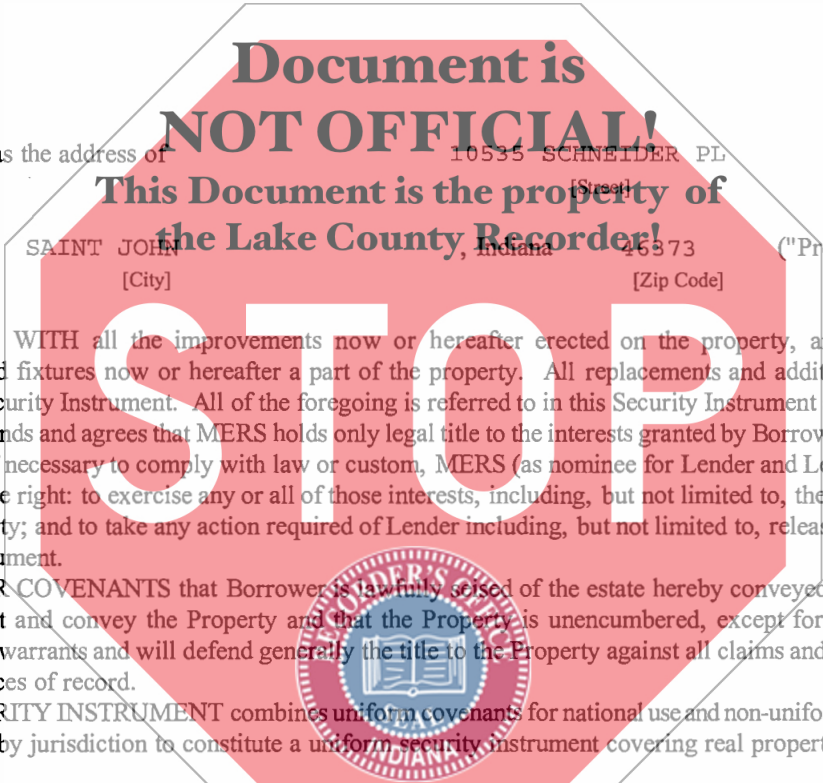 Document is
NOT OFFICIAL!
s the address of 10535 SCHNEIDER PL
This Document is the property of
[Street]
the Lake County Recorder!
SAINT JOHN , Indiana 46373 ("Pr
[City] [Zip Code]
STOP
WITH all the improvements now or hereafter erected on the property, a
d fixtures now or hereafter a part of the property. All replacements and addit
curity Instrument. All of the foregoing is referred to in this Security Instrument
nds and agrees that MERS holds only legal title to the interests granted by Borrow
necessary to comply with law or custom, MERS (as nominee for Lender and Le
e right: to exercise any or all of those interests, including, but not limited to, the
ty; and to take any action required of Lender including, but not limited to, releas
ument.
R COVENANTS that Borrower is lawfully seised of the estate hereby conveyed
t and convey the Property and that the Property is unencumbered, except for
warrants and will defend generally the title to the Property against all claims and
ces of record.
RITY INSTRUMENT combines uniform covenants for national use and non-unifo
by jurisdiction to constitute a uniform security instrument covering real propert
RECORDER'S OFFICE
SEAL
INDIANA